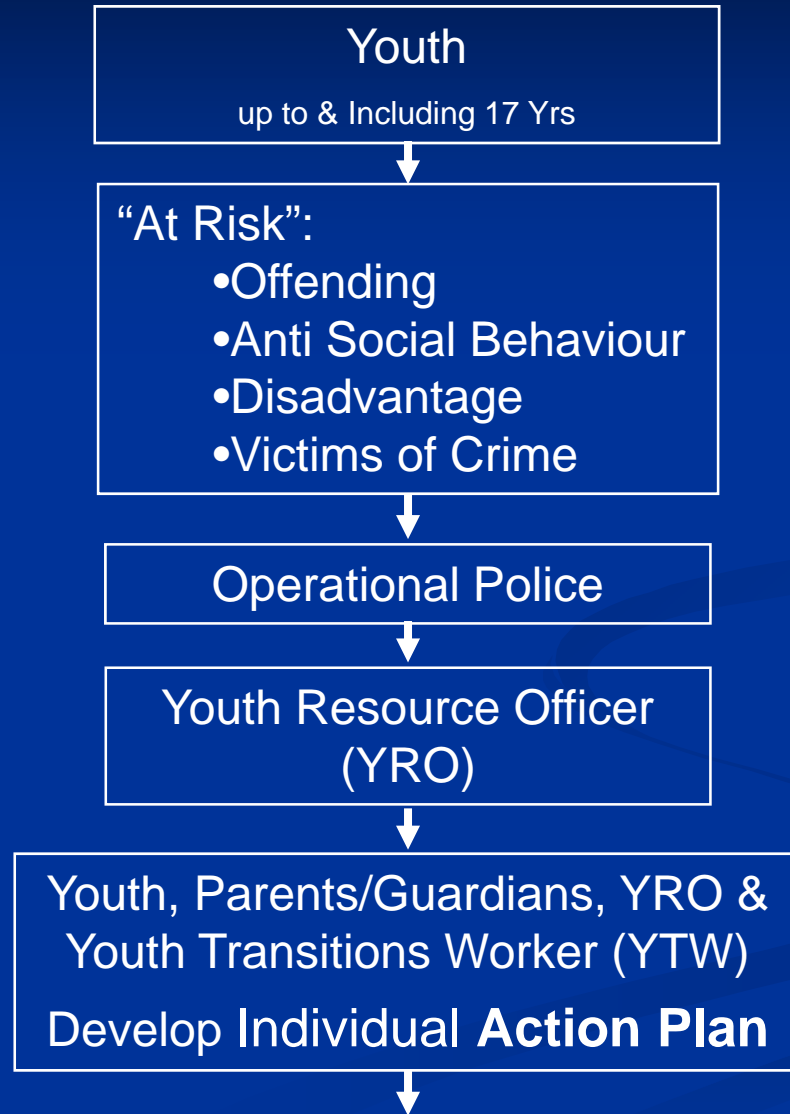 Youth
up to & Including 17 Yrs
“At Risk”:
•Offending
•Anti Social Behaviour
•Disadvantage
•Victims of Crime
Operational Police
Youth Resource Officer
(YRO)
Youth, Parents/Guardians, YRO &
Youth Transitions Worker (YTW)
Develop Individual Action Plan